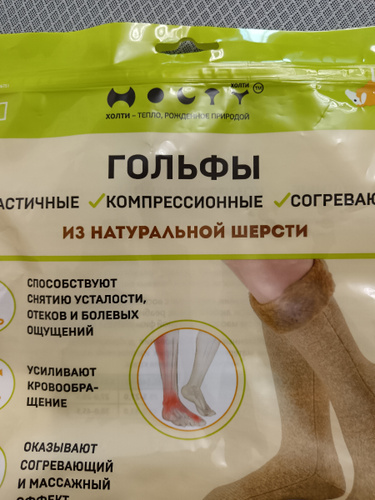 ХОЛТИ
ХОЛТИ – ТЕПЛО, РОЖДЕННОЕ ПРИРОДОЙ
ГОЛЬФЫ
✓КОМПРЕССИОННЫЕ ✓
ИЗ НАТУРАЛЬНОЙ ШЕРСТИ
СПОСОБСТВУЮТ
СНЯТИЮ УСТАЛОСТИ,
ОТЕКОВ И БОЛЕВЫХ
ОЩУЩЕНИЙ
УСИЛИВАЮТ
КРОВООБРА-
ЩЕНИЕ
ОКАЗЫВАЮТ
СОГРЕВАЮЩИЙ
И МАССАЖНЫЙ
ЭФФЕКТ